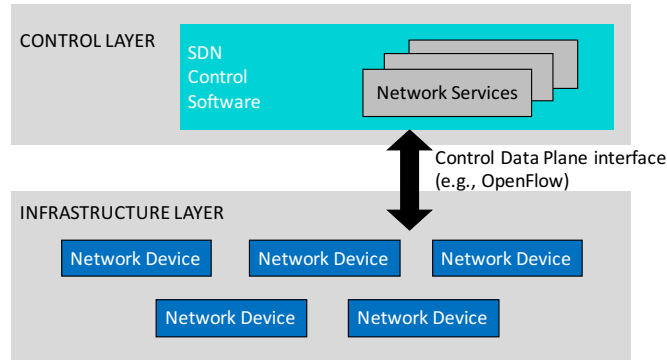 CONTROL LAYER
SDN
Control
Software
Network Services
Control Data Plane interface
(e.g., OpenFlow)
INFRASTRUCTURE LAYER
Network Device
Network Device
Network Device
Network Device
Network Device